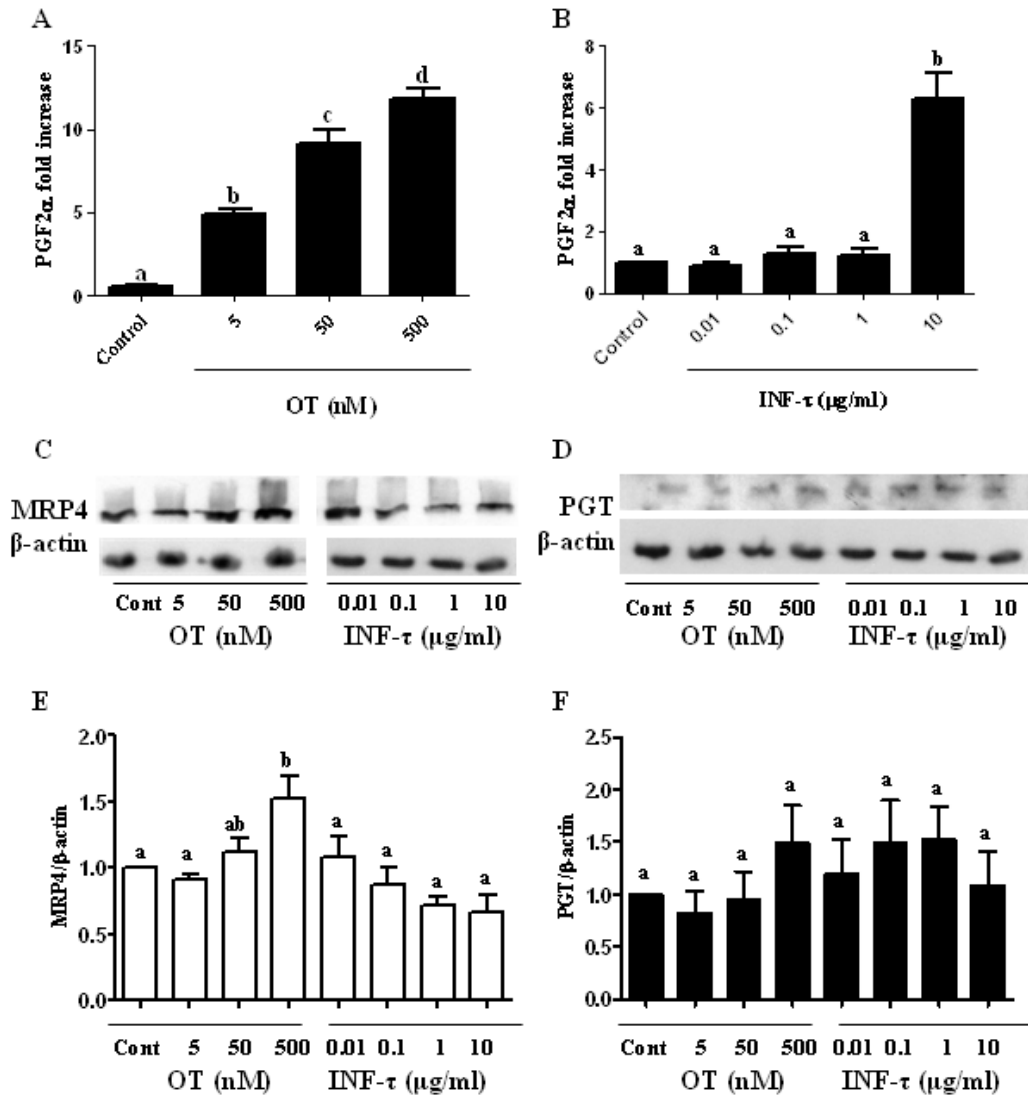 A
PGF2α fold increase
15
10
5
0
a
b
c
d
Control
5
50
500
OT (nM)
B
PGF2α fold increase
8
6
4
2
0
a
a
a
a
b
Control
0.01
0.1
1
10
INF-τ (μg/ml)
C
MRP4
β-actin
Cont 5 50 500 0.01 0.1 1 10
OT (nM) INF-τ (μg/ml)
D
PGT
β-actin
Cont 5 50 500 0.01 0.1 1 10
OT (nM) INF-τ (μg/ml)
E
MRP4/β-actin
2.0
1.5
1.0
0.5
0.0
a a ab b a a a a
Cont 5 50 500 0.01 0.1 1 10
OT (nM) INF-τ (μg/ml)
F
PGT/β-actin
2.5
2.0
1.5
1.0
0.5
0.0
a a a a a a a a
Cont 5 50 500 0.01 0.1 1 10
OT (nM) INF-τ (μg/ml)